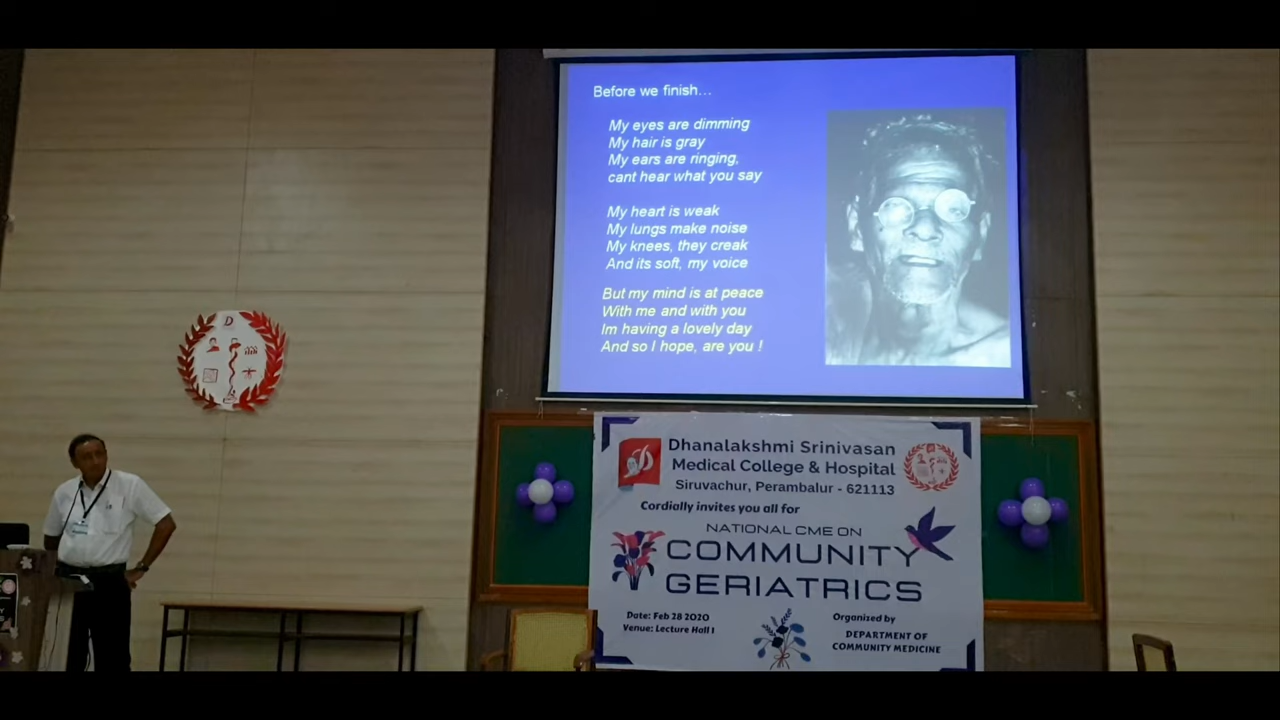 Before we finish…
My eyes are dimming
My hair is gray
My ears are ringing,
cant hear what you say
My heart is weak
My lungs make noise
My knees, they creak
And its soft, my voice
But my mind is at peace
With me and with you
Im having a lovely day
And so I hope, are you !
D
Dhanalakshmi Srinivasan
Medical College & Hospital
Siruvachur, Perambalur - 621113
Cordially invites you all for
NATIONAL CME ON
COMMUNITY
GERIATRICS
Date: Feb 28 2020
Venue: Lecture Hall I
Organized by
DEPARTMENT OF
COMMUNITY MEDICINE